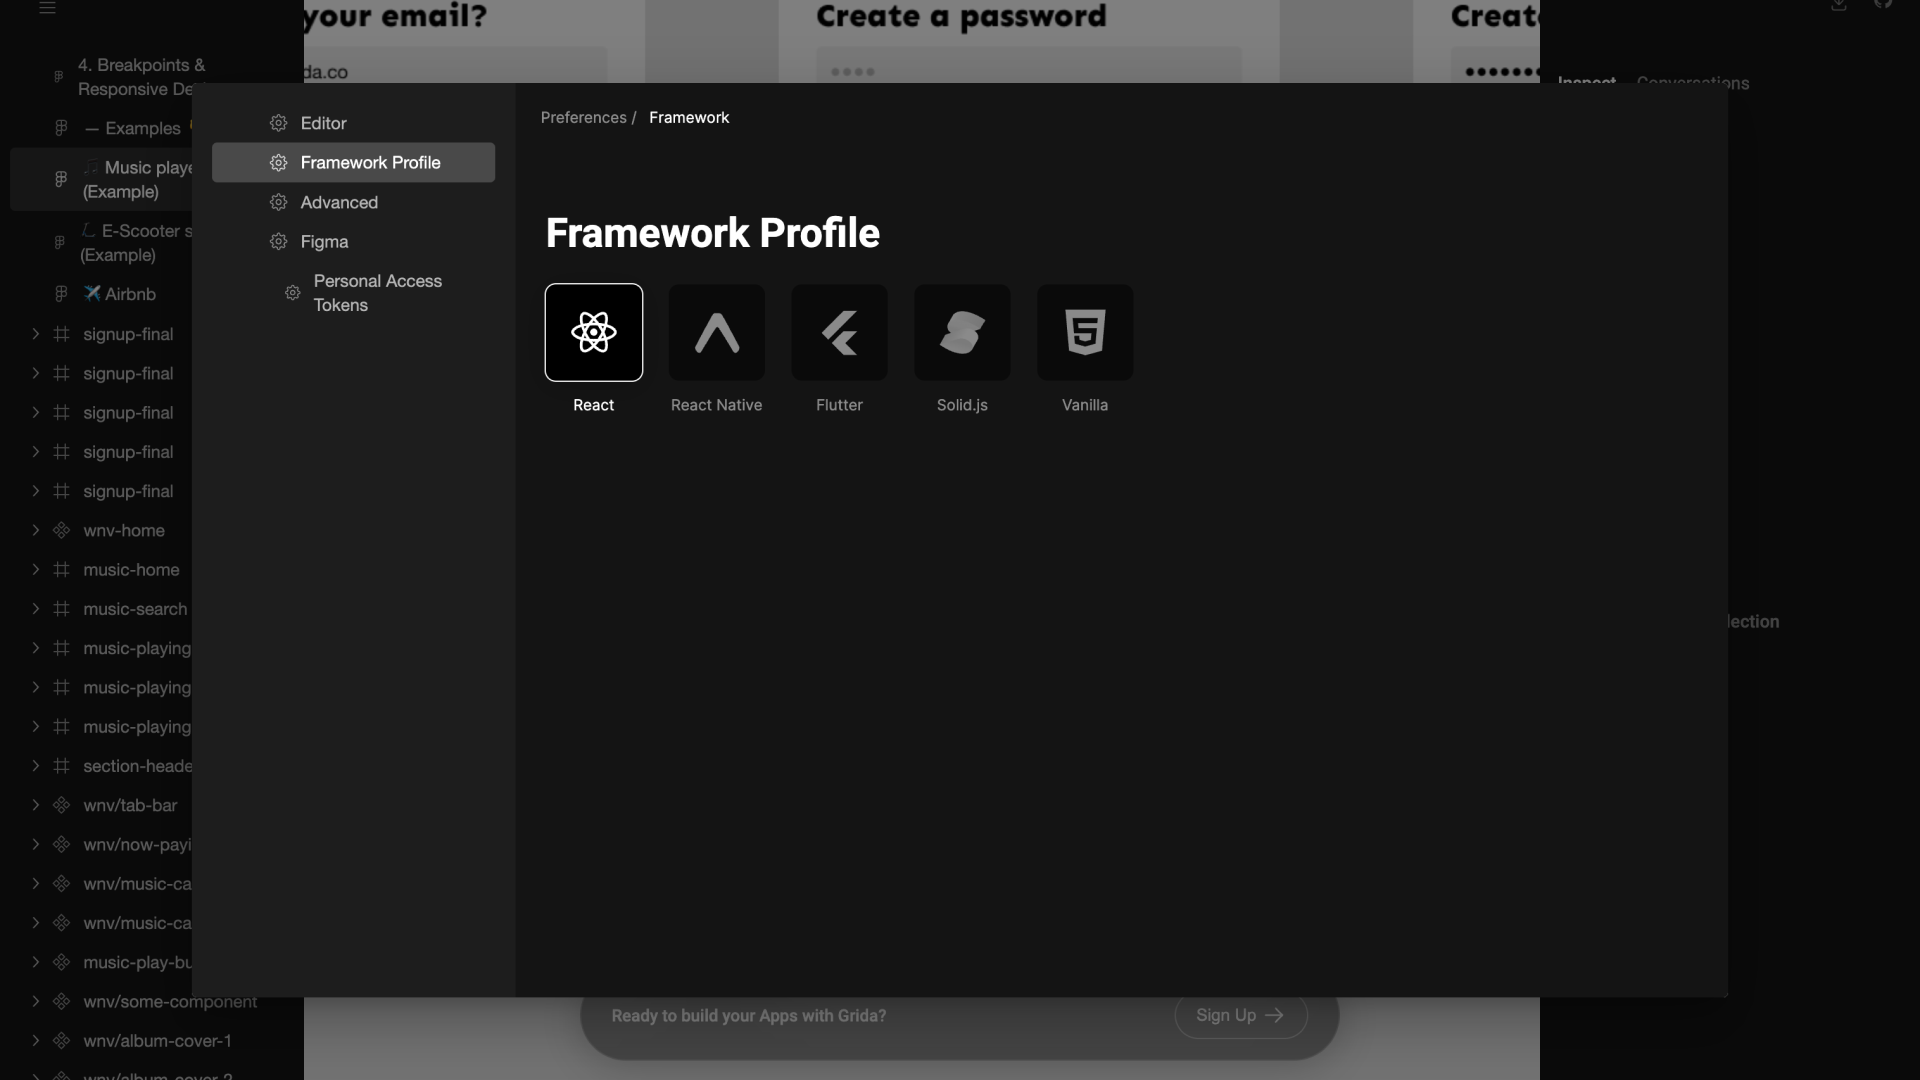 your email?
Create a password
da.co
4. Breakpoints &
Responsive De
— Examples
Music playe
(Example)
E-Scooter s
(Example)
Airbnb
signup-final
signup-final
signup-final
signup-final
signup-final
wnv-home
music-home
music-search
music-playing
music-playing
music-playing
section-heade
wnv/tab-bar
wnv/now-payi
wnv/music-ca
wnv/music-ca
music-play-bu
wnv/some-component
wnv/album-cover-1
wnv/album-cover-2
Editor
Framework Profile
Advanced
Figma
Personal Access
Tokens
Preferences / Framework
Framework Profile
React
React Native
Flutter
Solid.js
Vanilla
Inspect
Conversations
lection
Ready to build your Apps with Grida?
Sign Up